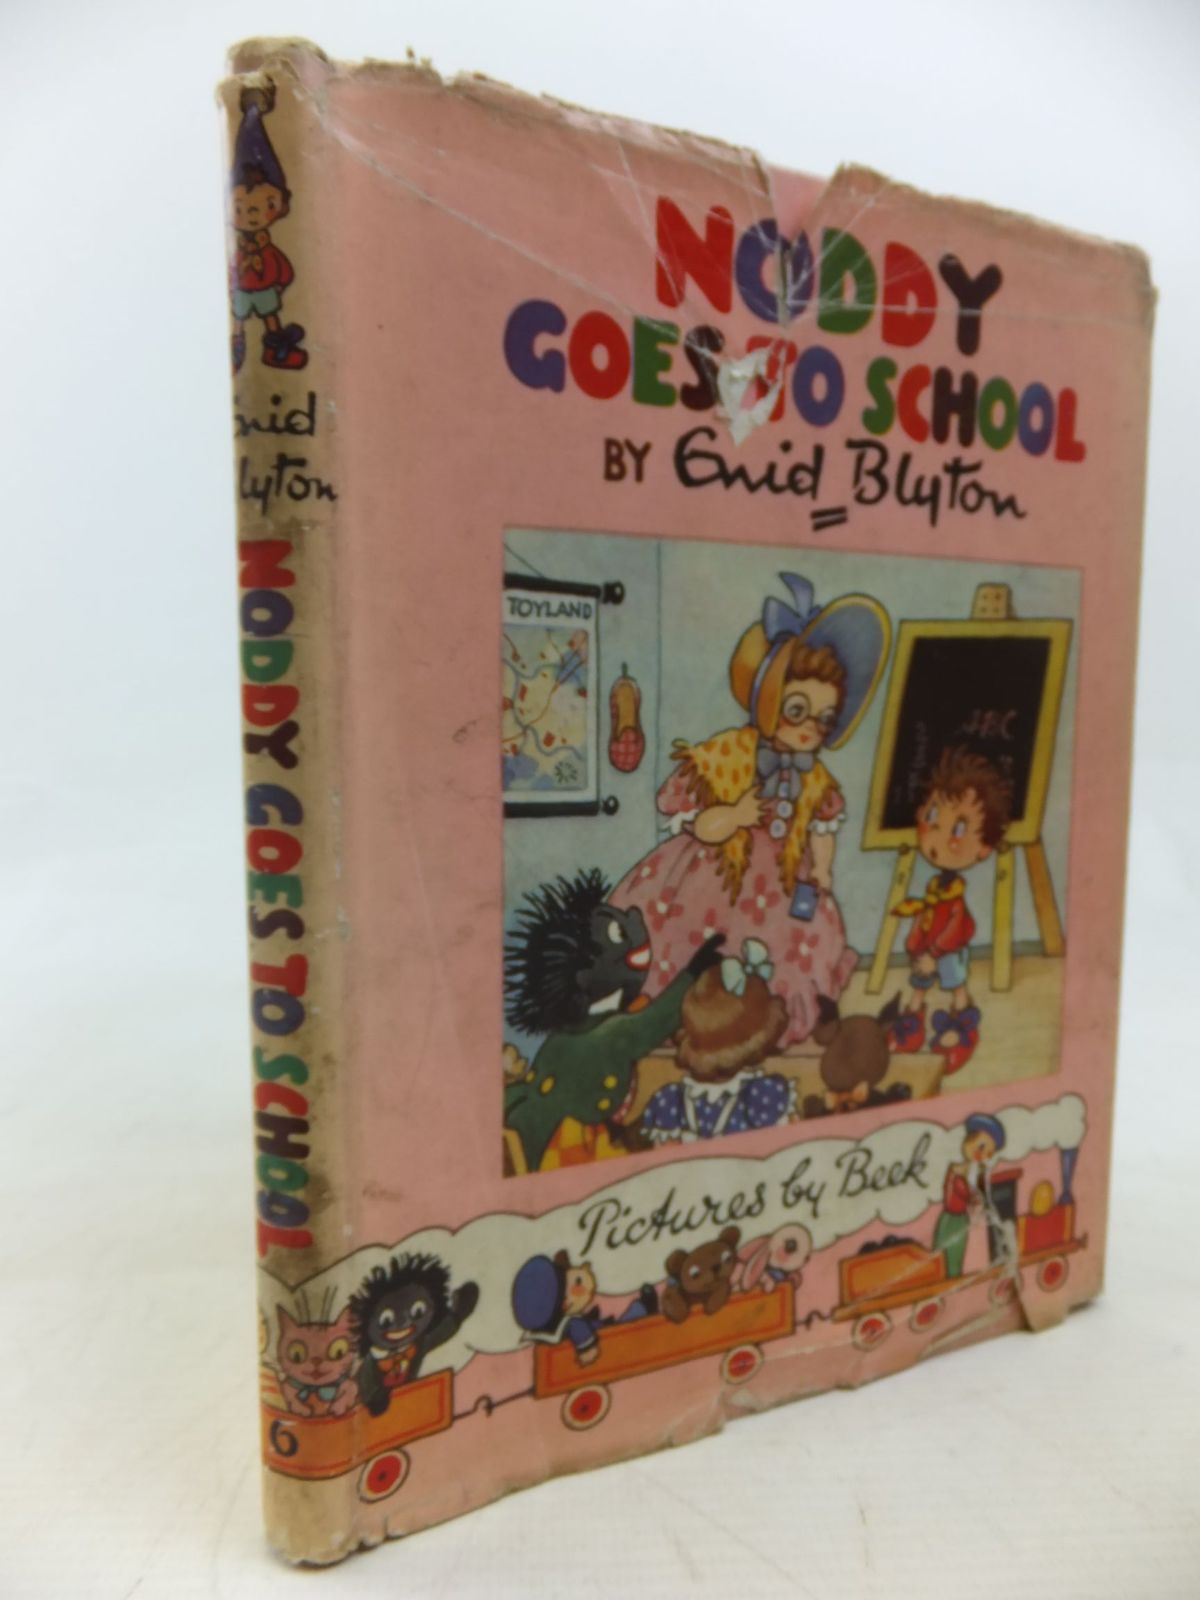 NODDY
GOES TO SCHOOL
BY Enid Blyton
TOYLAND
ABC
Pictures by Beek
Enid
Blyton
NODDY GOES TO SCHOOL
6